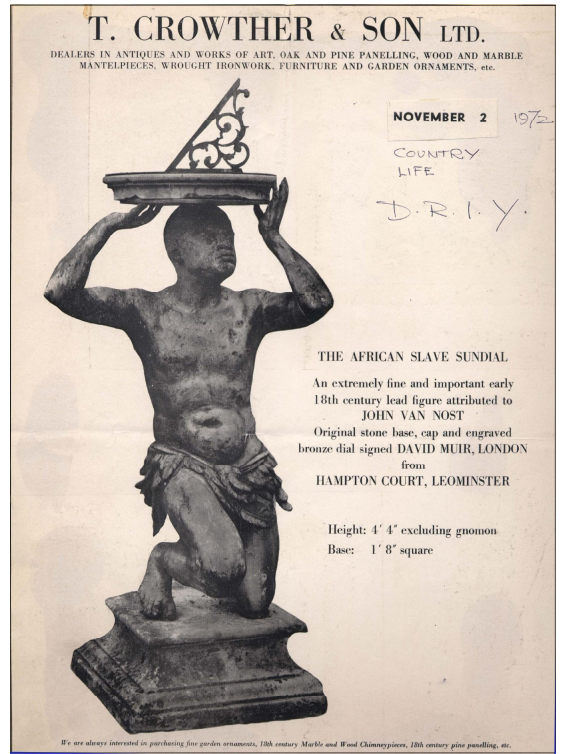 T. CROWTHER & SON LTD.
DEALERS IN ANTIQUES AND WORKS OF ART, OAK AND PINE PANELLING, WOOD AND MARBLE
MANTELPIECES, WROUGHT IRONWORK, FURNITURE AND GARDEN ORNAMENTS, etc.
NOVEMBER 2 1972
COUNTRY
LIFE
D.R.I.Y.
THE AFRICAN SLAVE SUNDIAL
An extremely fine and important early
18th century lead figure attributed to
JOHN VAN NOST
Original stone base, cap and engraved
bronze dial signed DAVID MUIR, LONDON
from
HAMPTON COURT, LEOMINSTER
Height: 4′ 4″ excluding gnomon
Base: 1′ 8″ square
We are always interested in purchasing fine garden ornaments, 18th century Marble and Wood Chimneypieces, 18th century pine panelling, etc.